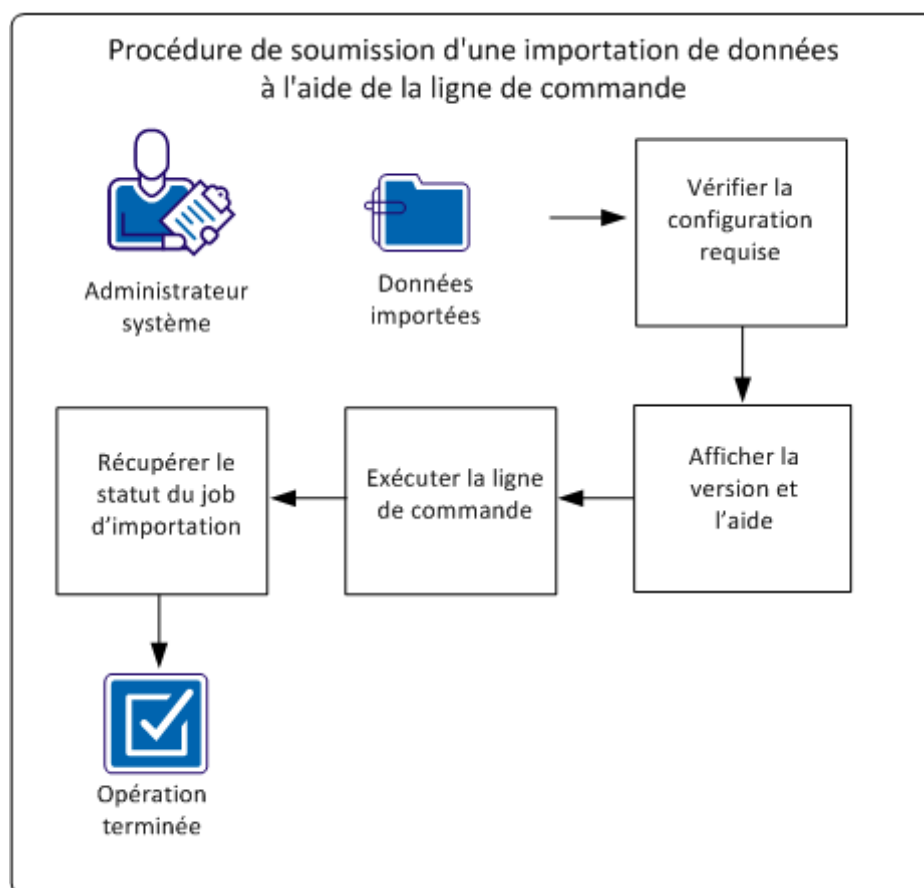 Procédure de soumission d'une importation de données
à l'aide de la ligne de commande
Administrateur
système
Données
importées
Vérifier la
configuration
requise
Afficher la
version et
l’aide
Exécuter la ligne
de commande
Récupérer le
statut du job
d’importation
Opération
terminée